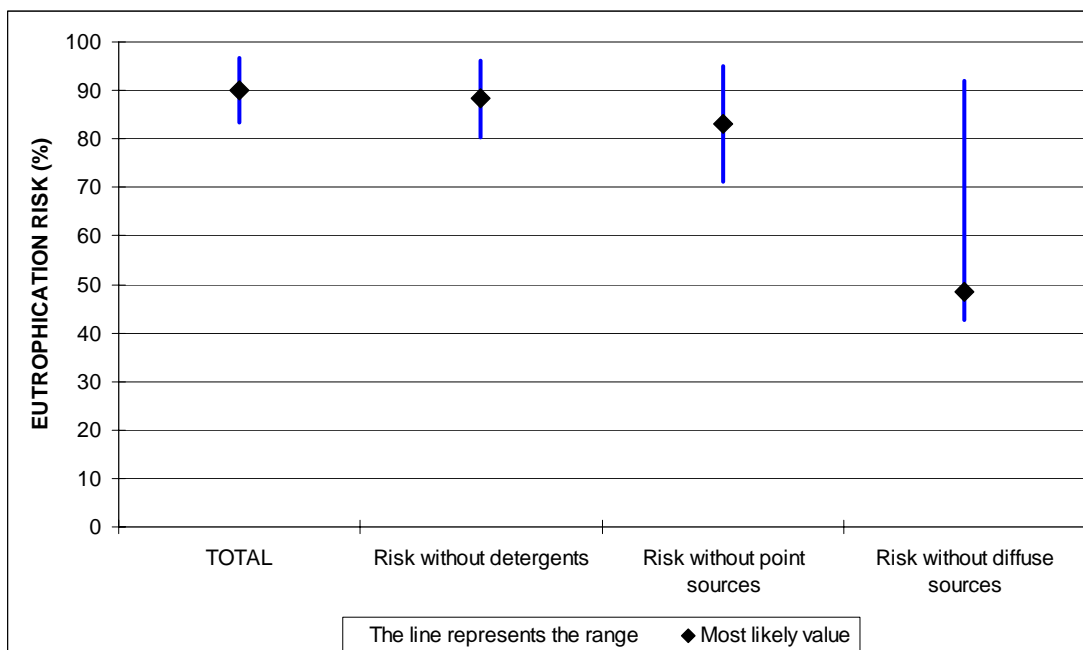 EUTROPHICATION RISK (%)
100
90
80
70
60
50
40
30
20
10
0
TOTAL
Risk without detergents
Risk without point
sources
Risk without diffuse
sources
The line represents the range
Most likely value